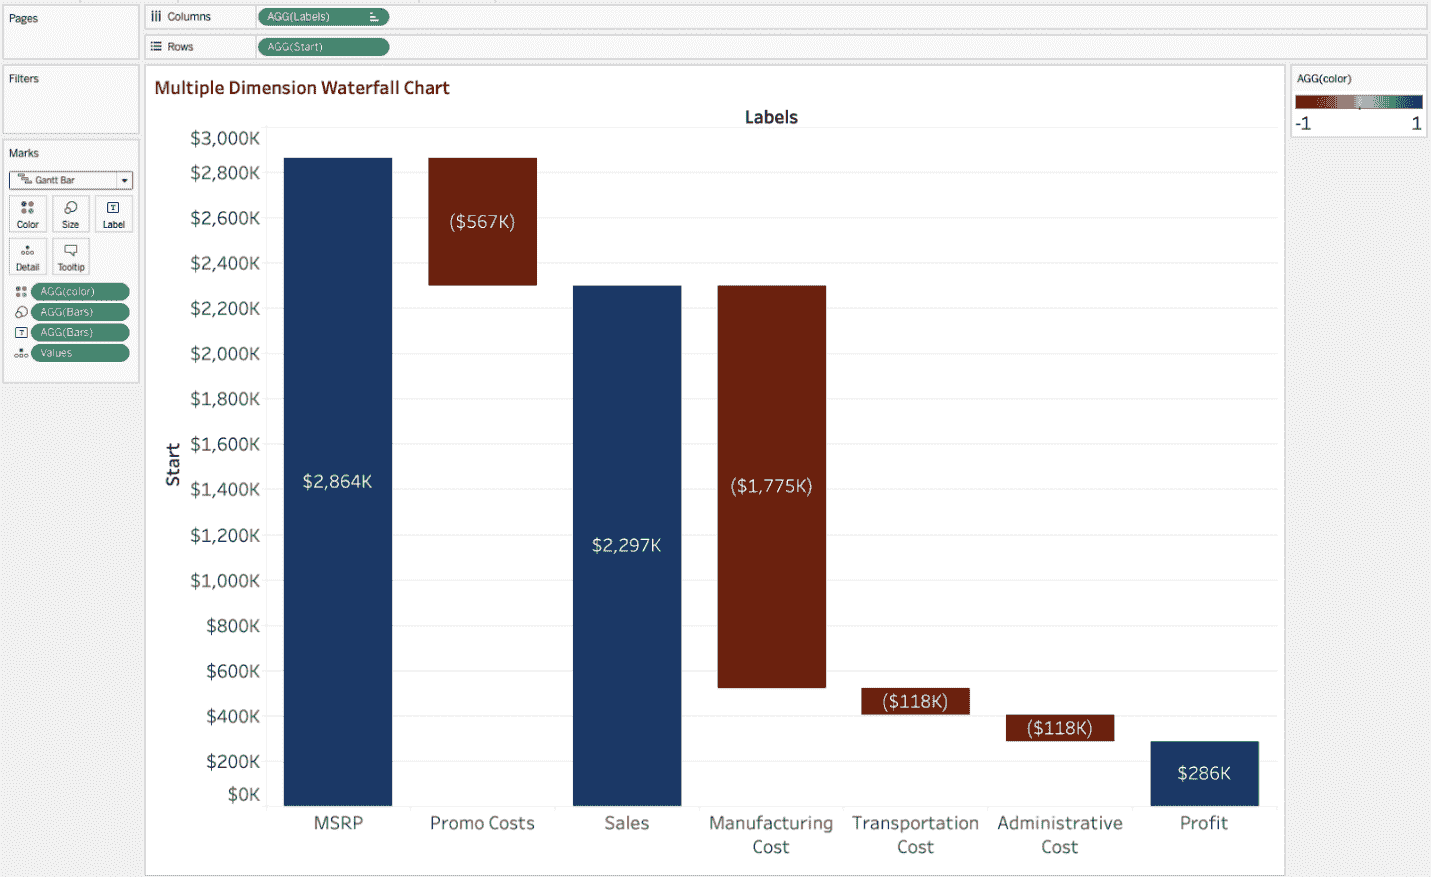 Pages
Columns
AGG(Labels)
Rows
AGG(Start)
Filters
Marks
Gantt Bar
Color
Size
Label
Detail
Tooltip
AGG(color)
AGG(Bars)
AGG(Bars)
Values
Multiple Dimension Waterfall Chart
Labels
Start
$3,000K
$2,800K
$2,600K
$2,400K
$2,200K
$2,000K
$1,800K
$1,600K
$1,400K
$1,200K
$1,000K
$800K
$600K
$400K
$200K
$0K
$2,864K
($567K)
$2,297K
($1,775K)
($118K)
($118K)
$286K
MSRP
Promo Costs
Sales
Manufacturing
Cost
Transportation
Cost
Administrative
Cost
Profit
AGG(color)
-1
1